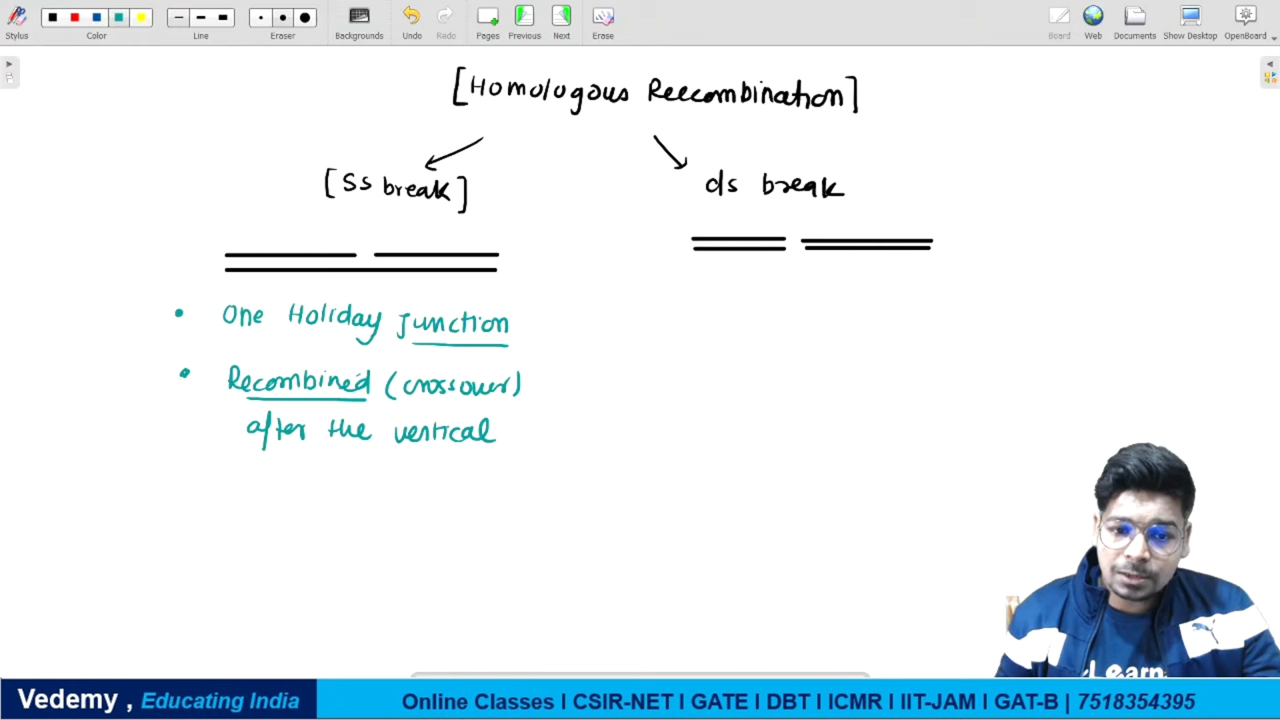 Stylus
Color
Line
Eraser
Backgrounds
Undo
Redo
Pages
Previous
Next
Erase
Board
Web
Documents
Show Desktop
OpenBoard
[Homologous Reecombination]
[Ss break]
ds break
• One Holiday junction
• Recombined (crossover)
after the vertical
eLearn
Vedemy , Educating India
Online Classes I CSIR-NET I GATE I DBT I ICMR I IIT-JAM I GAT-B | 7518354395